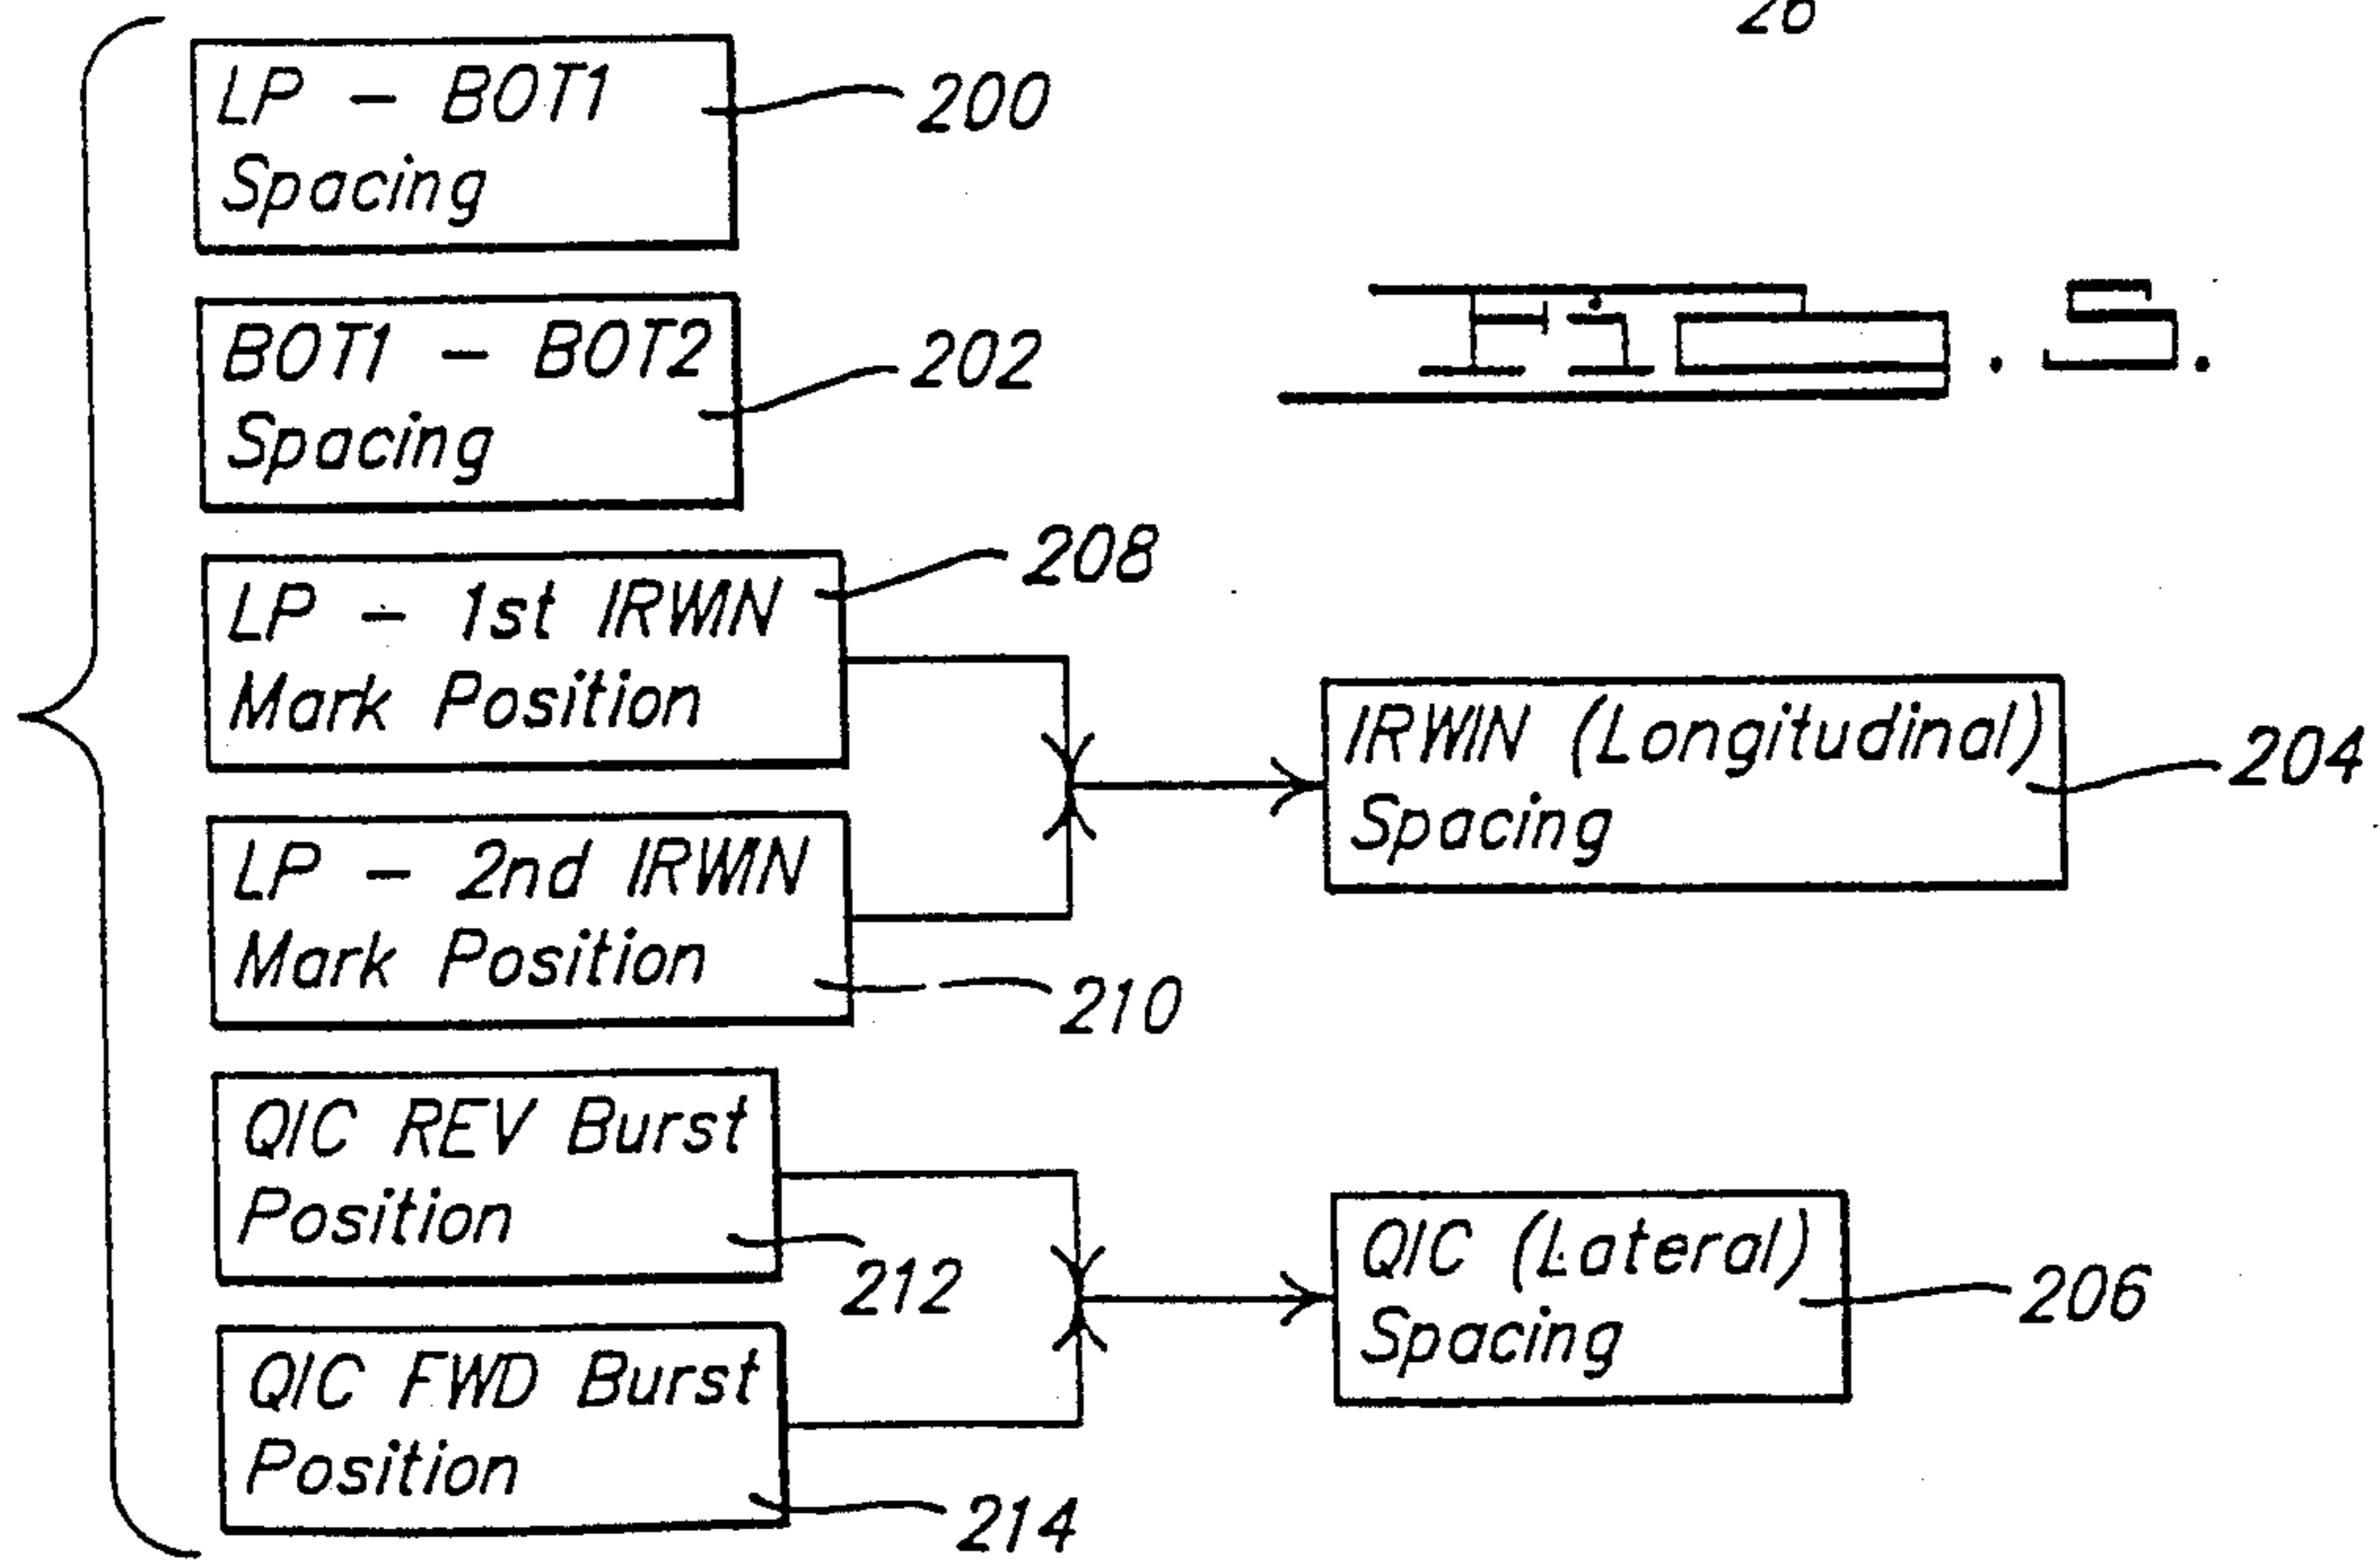 LP - BOT1
Spacing
200
BOT1 - BOT2
Spacing
202
Fig. 5.
LP - 1st IRWIN
Mark Position
208
LP - 2nd IRWIN
Mark Position
210
IRWIN (Longitudinal)
Spacing
204
QIC REV Burst
Position
212
QIC FWD Burst
Position
214
QIC (Lateral)
Spacing
206